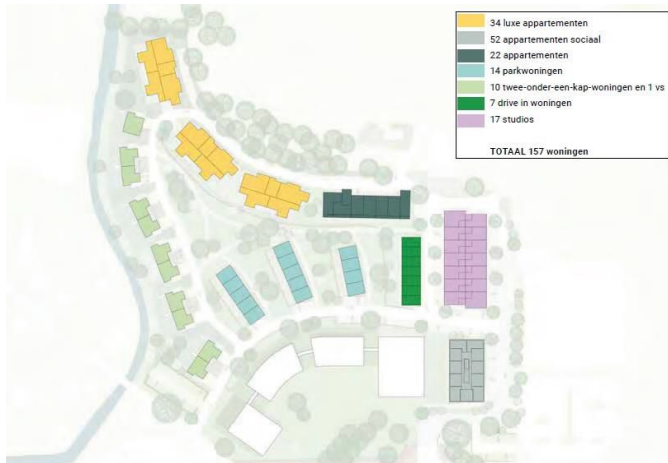 34 luxe appartementen
52 appartementen sociaal
22 appartementen
14 parkwoningen
10 twee-onder-een-kap-woningen en 1 vs
7 drive in woningen
17 studios
TOTAAL 157 woningen